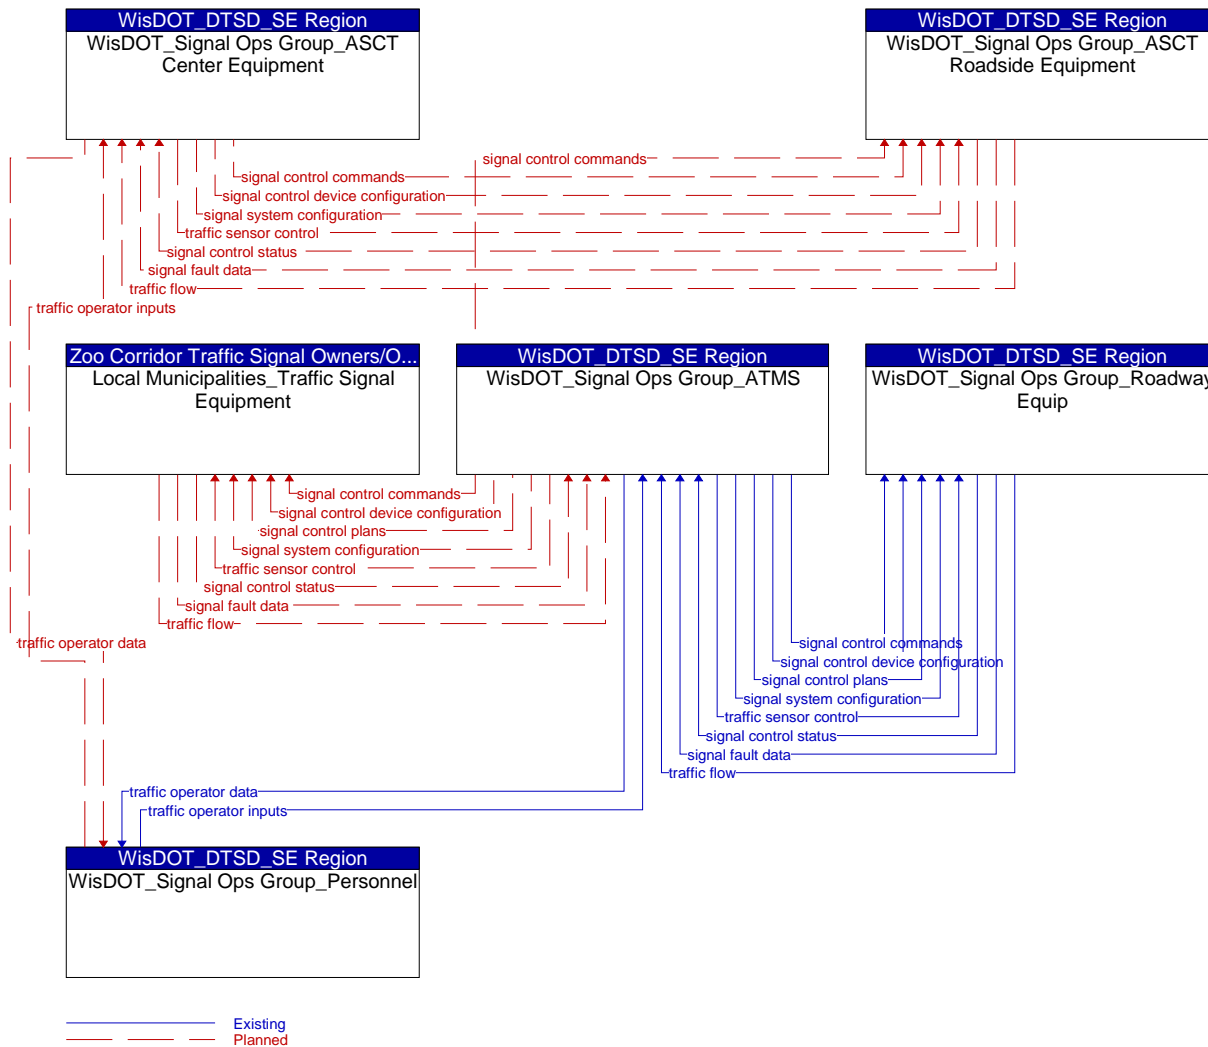 WisDOT_DTSD_SE Region
WisDOT_Signal Ops Group_ASCT
Center Equipment
WisDOT_DTSD_SE Region
WisDOT_Signal Ops Group_ASCT
Roadside Equipment
signal control commands
signal control commands
signal control device configuration
signal system configuration
traffic sensor control
signal control status
signal fault data
traffic flow
traffic operator inputs
Zoo Corridor Traffic Signal Owners/O...
Local Municipalities_Traffic Signal
Equipment
WisDOT_DTSD_SE Region
WisDOT_Signal Ops Group_ATMS
WisDOT_DTSD_SE Region
WisDOT_Signal Ops Group_Roadway
Equip
signal control commands
signal control device configuration
signal control plans
signal system configuration
traffic sensor control
signal control status
signal fault data
traffic flow
traffic operator data
signal control commands
signal control device configuration
signal control plans
signal system configuration
traffic sensor control
signal control status
signal fault data
traffic flow
traffic operator data
traffic operator inputs
WisDOT_DTSD_SE Region
WisDOT_Signal Ops Group_Personnel
Existing
Planned